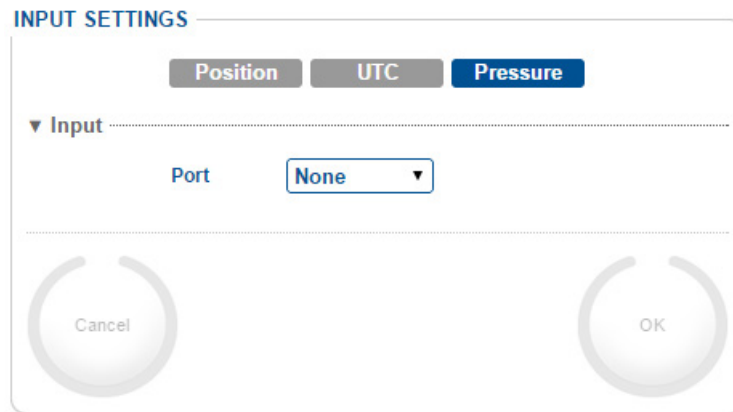 INPUT SETTINGS
Position UTC Pressure
▼ Input
Port None ▼
Cancel OK